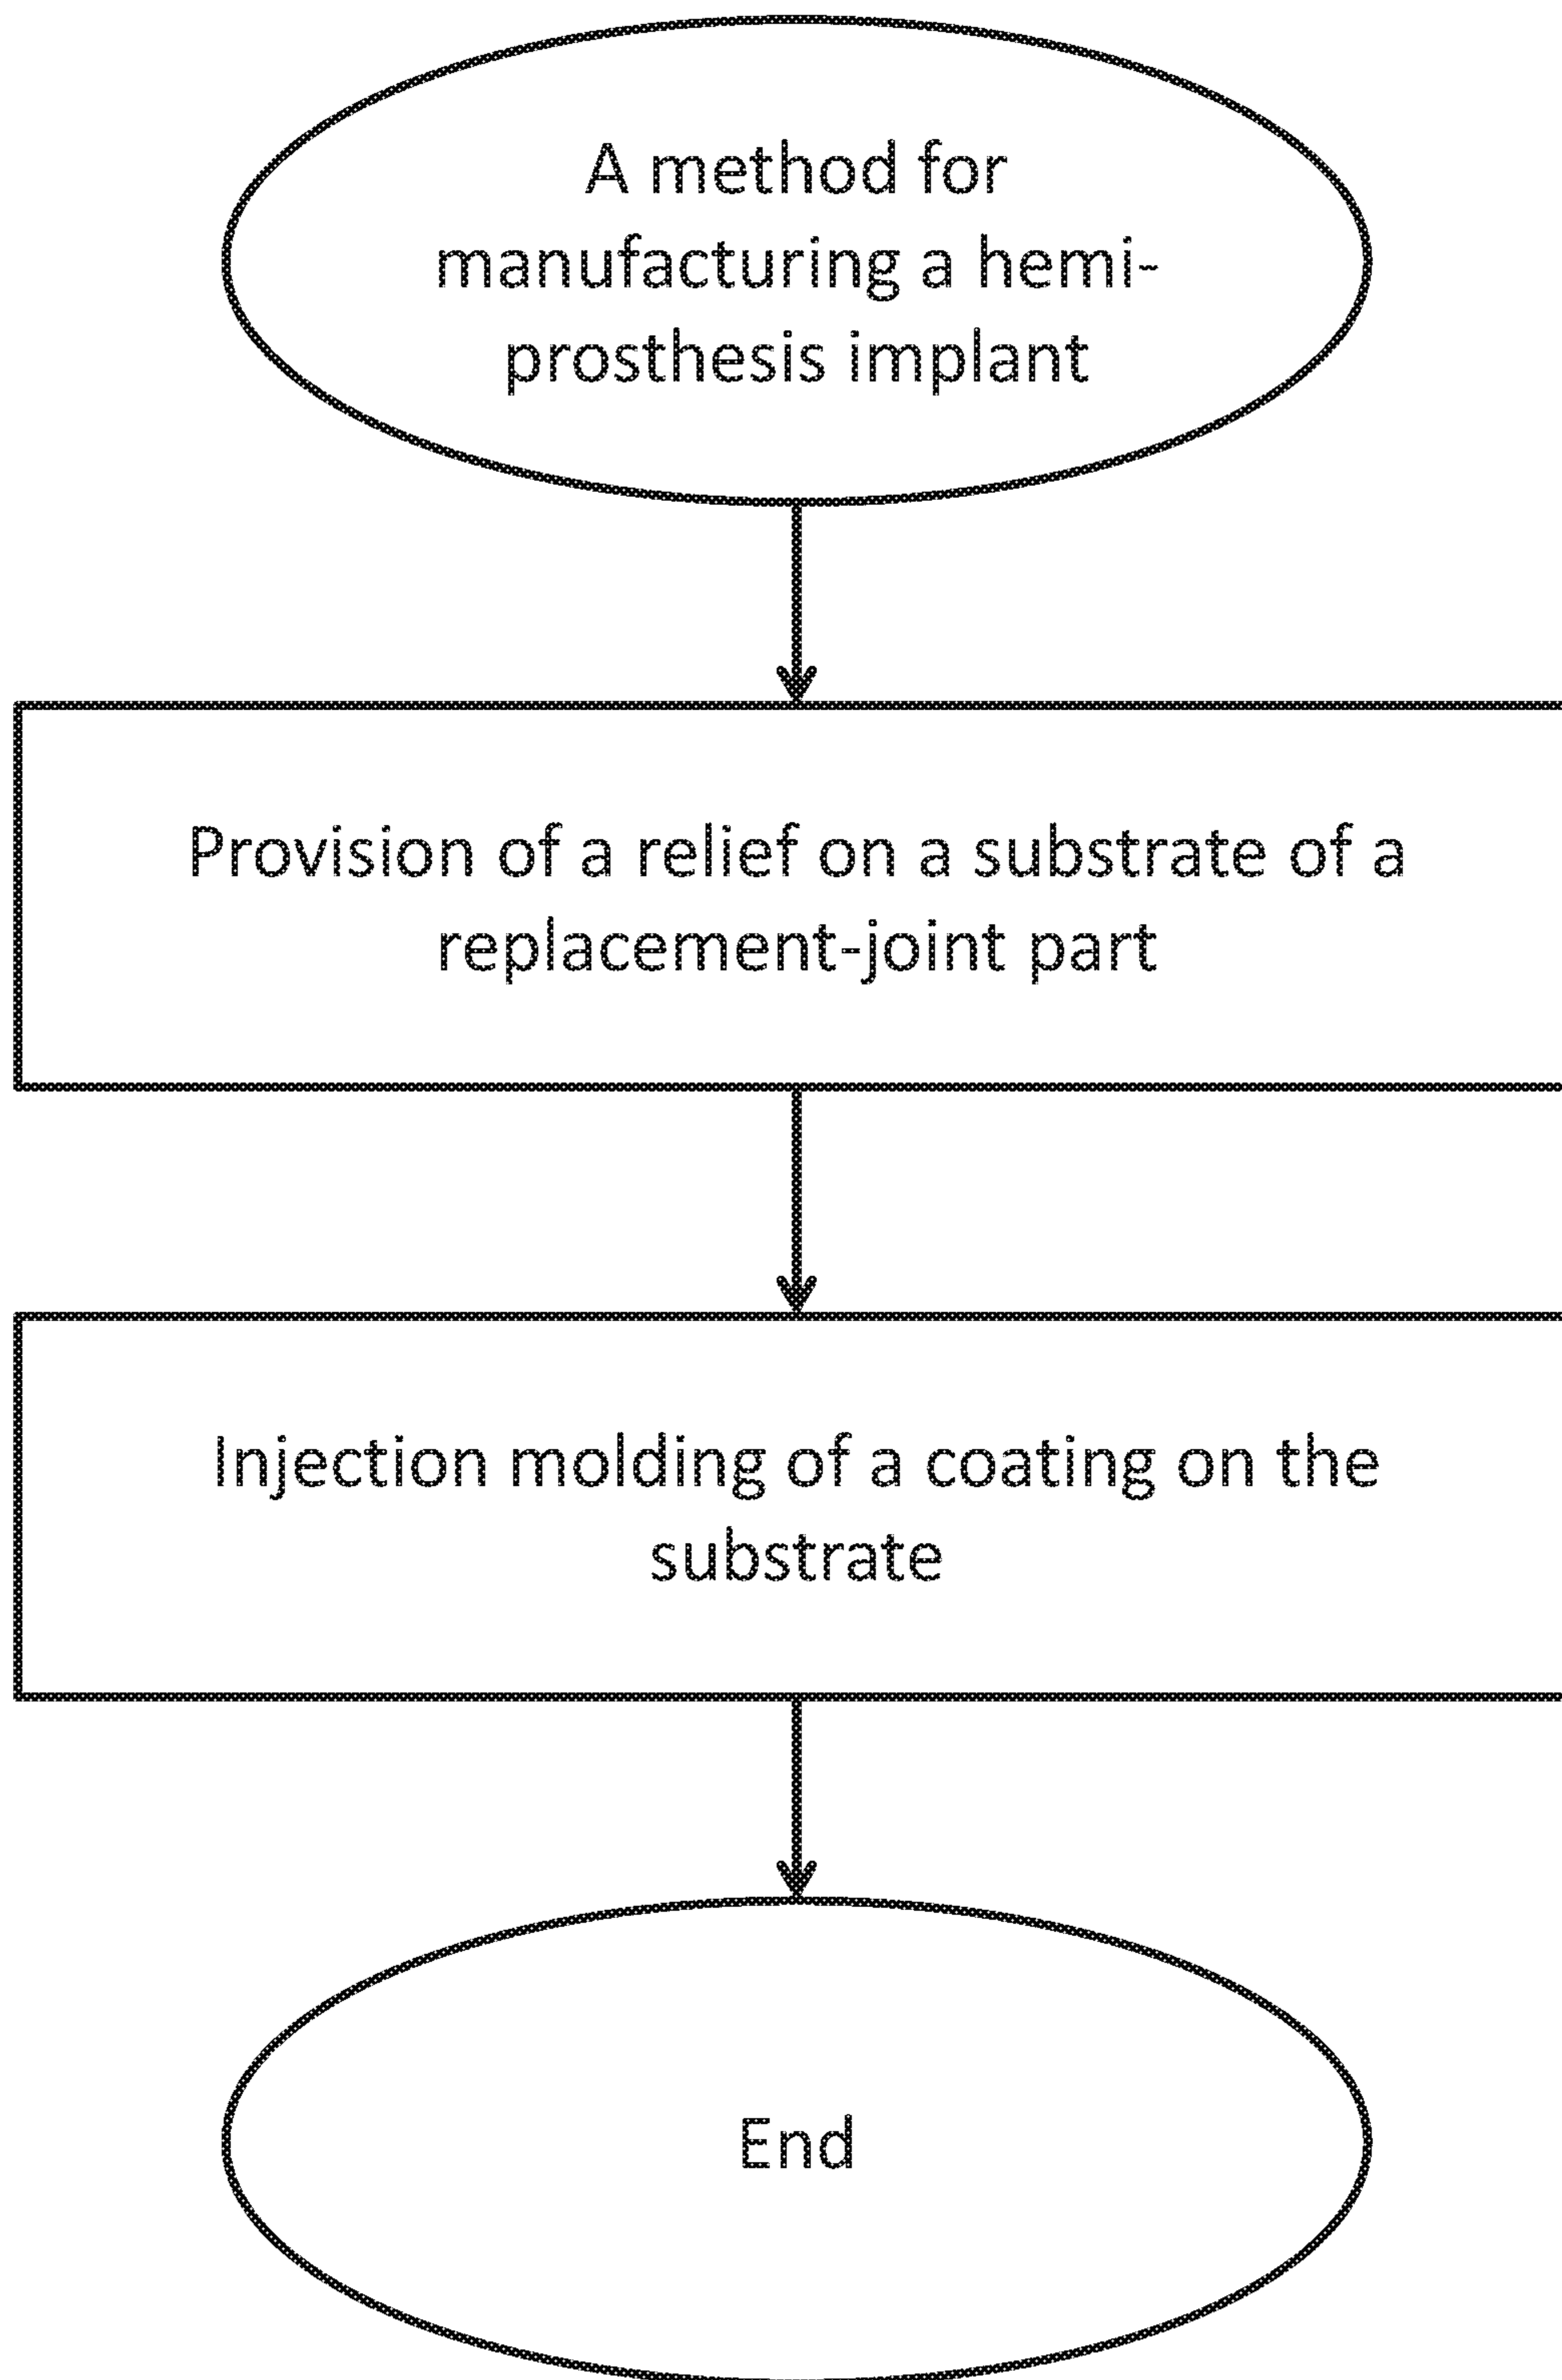 A method for
manufacturing a hemi-
prosthesis implant
Provision of a relief on a substrate of a
replacement-joint part
Injection molding of a coating on the
substrate
End